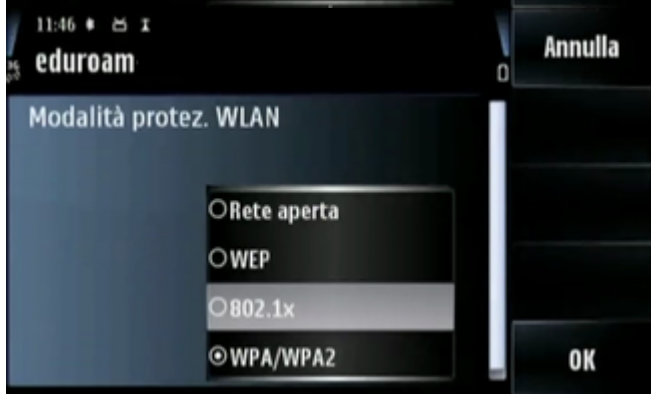 11:46
eduroam
Annulla
Modalità protez. WLAN
Rete aperta
WEP
802.1x
WPA/WPA2
OK